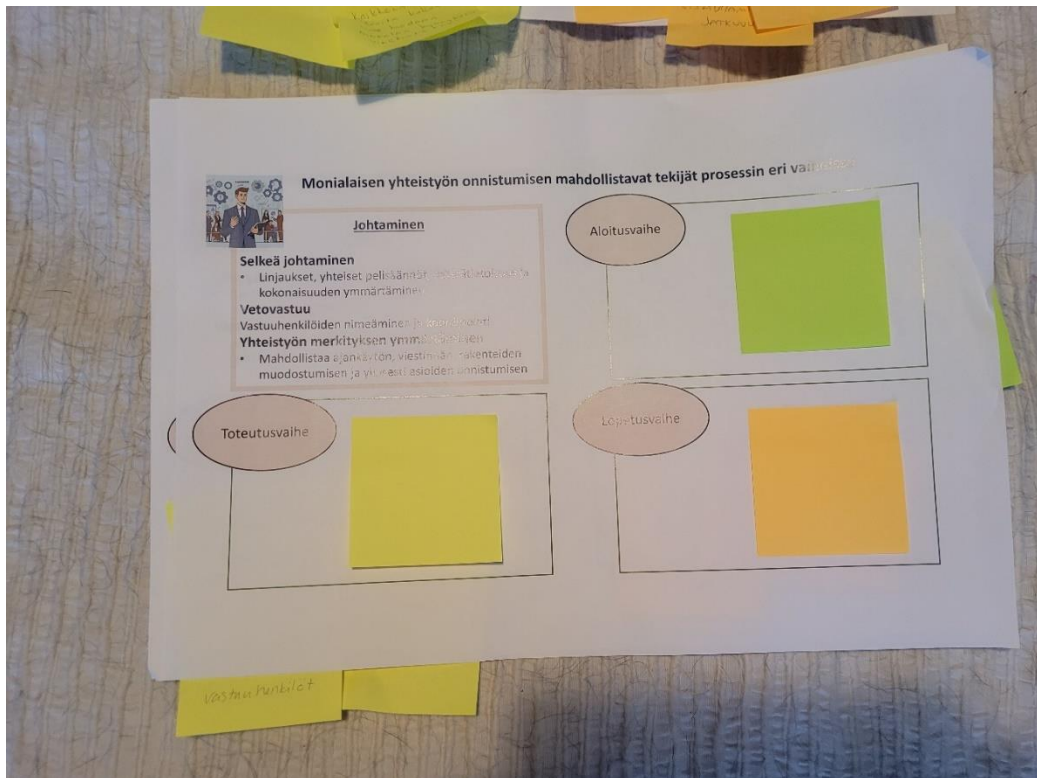 Monialaisen yhteistyön onnistumisen mahdollistavat tekijät prosessin eri
Johtaminen
Selkeä johtaminen
• Linjaukset, yhteiset pelisäännöt
kokonaisuuden ymmärtäminen
Vetovastuu
Vastuuhenkilöiden nimeäminen
Yhteistyön merkityksen
• Mahdollistaa ajankäytön, viestinnän, rakenteiden
muodostumisen ja asioiden onnistumisen
Aloitusvaihe
Toteutusvaihe
Lopetusvaihe
vastuuhenkilöt